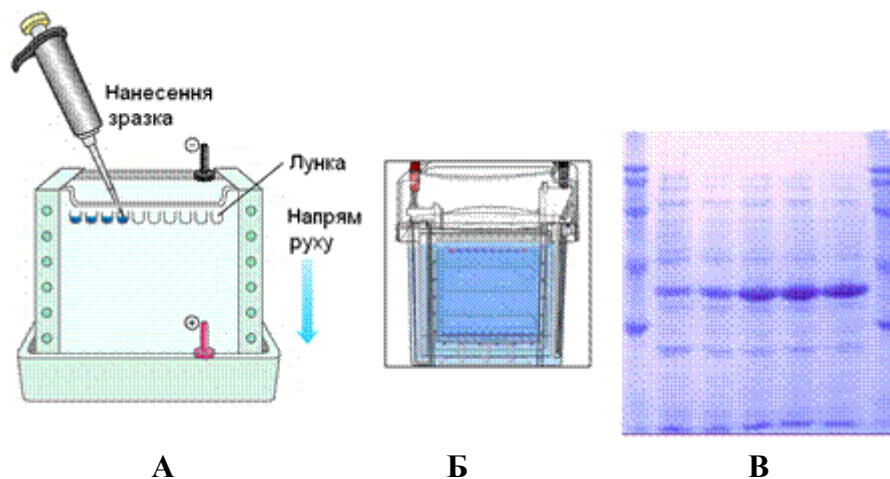 Нанесення
зразка
−
Лунка
Напрям
руху
+
А
Б
В